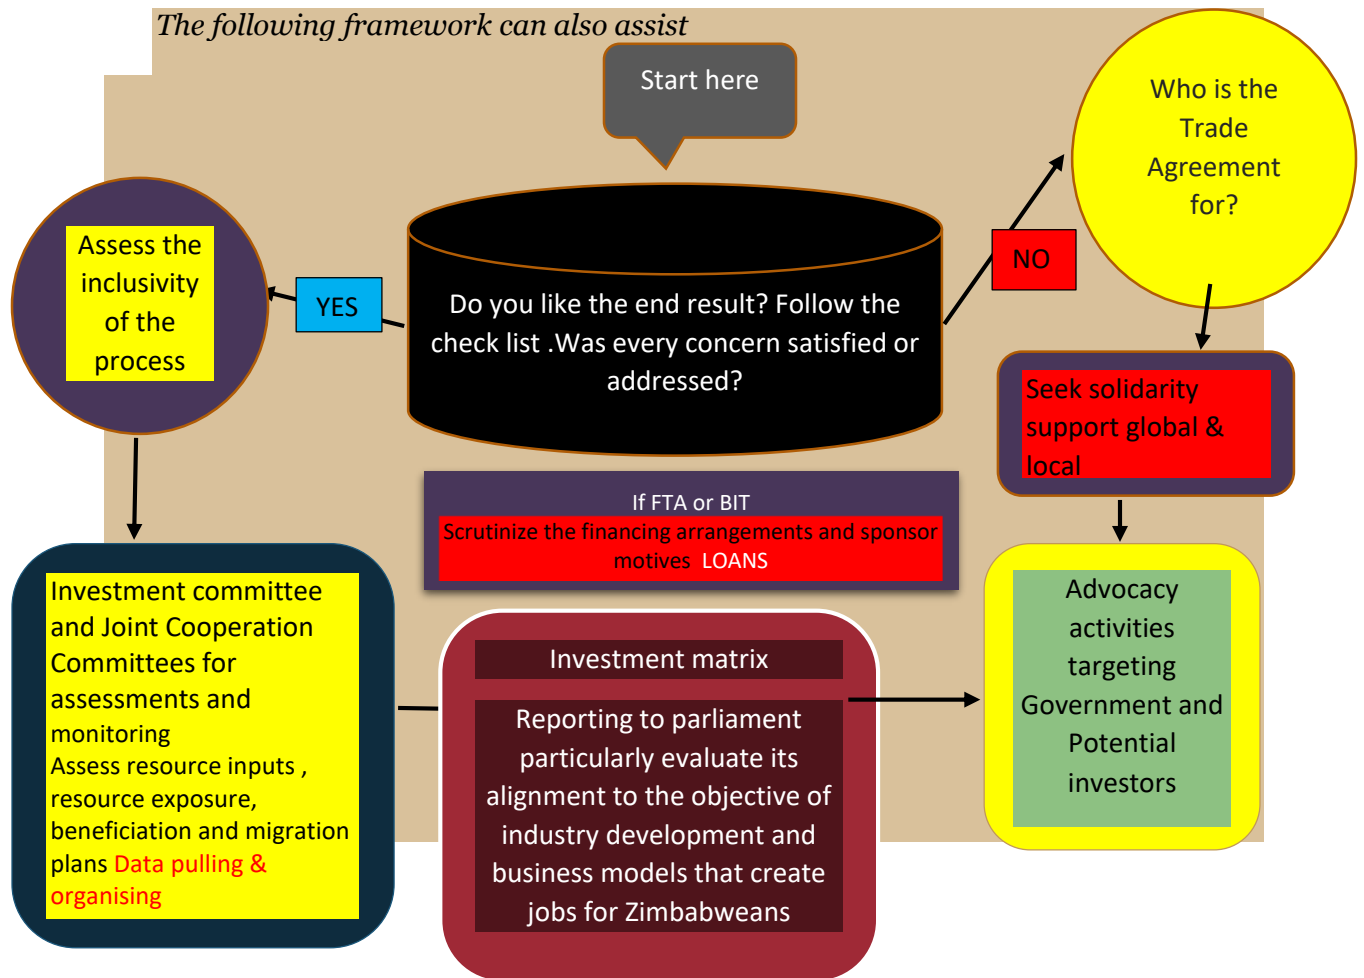 The following framework can also assist
Start here
Who is the
Trade
Agreement
for?
Assess the
inclusivity
of the
process
YES
NO
Do you like the end result? Follow the
check list .Was every concern satisfied or
addressed?
Seek solidarity
support global &
local
If FTA or BIT
Scrutinize the financing arrangements and sponsor
motives LOANS
Investment committee
and Joint Cooperation
Committees for
assessments and
monitoring
Assess resource inputs ,
resource exposure,
beneficiation and migration
plans Data pulling &
organising
Investment matrix
Reporting to parliament
particularly evaluate its
alignment to the objective of
industry development and
business models that create
jobs for Zimbabweans
Advocacy
activities
targeting
Government and
Potential
investors